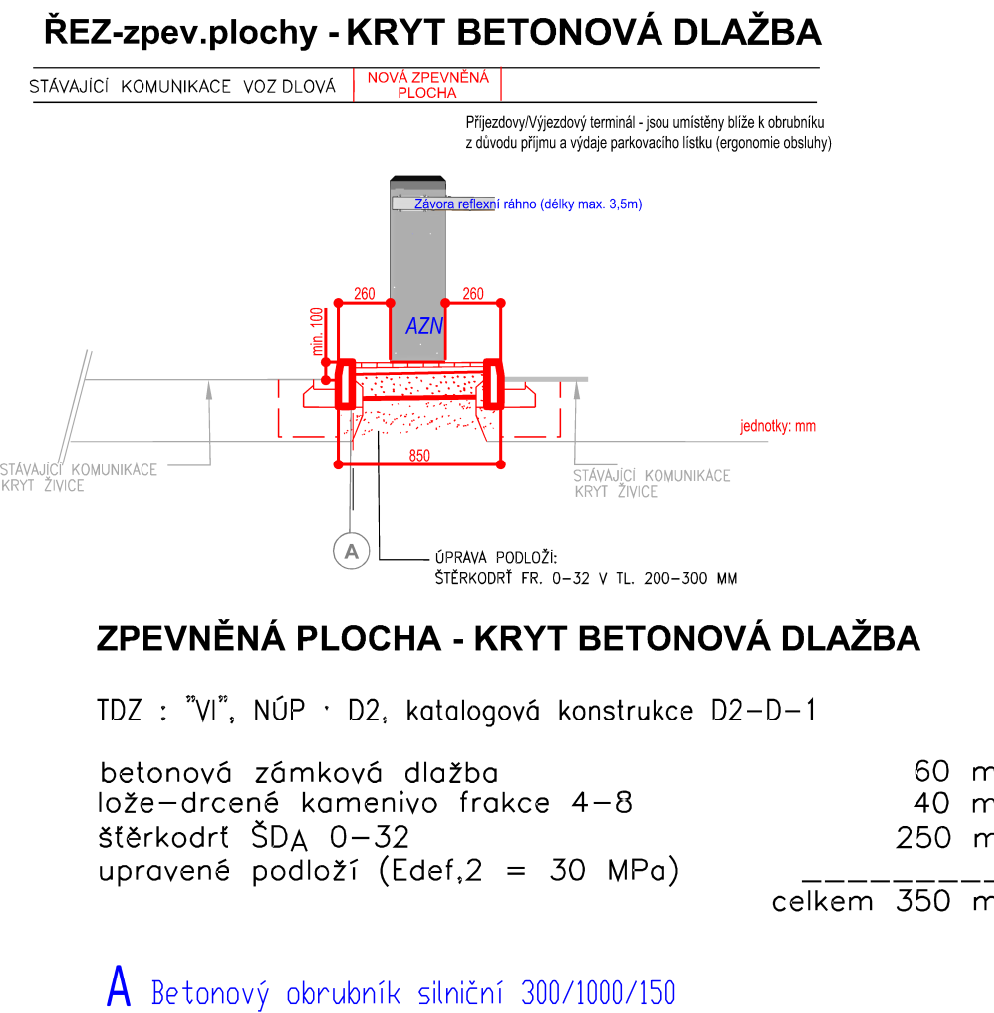 ŘEZ-zpev.plochy - KRYT BETONOVÁ DLAŽBA
STÁVAJÍCÍ KOMUNIKACE VOZ DLOVÁ
NOVÁ ZPEVNĚNÁ
PLOCHA
Příjezdovy/Výjezdový terminál - jsou umístěny blíže k obrubníku
z důvodu příjmu a výdaje parkovacího lístku (ergonomie obsluhy)
Závora reflexní ráhno (délky max. 3,5m)
260
260
min. 100
AZN
jednotky: mm
850
STÁVAJÍCÍ KOMUNIKACE
KRYT ŽIVICE
STÁVAJÍCÍ KOMUNIKACE
KRYT ŽIVICE
A
ÚPRAVA PODLOŽÍ:
ŠTĚRKODRŤ FR. 0-32 V TL. 200-300 MM
ZPEVNĚNÁ PLOCHA - KRYT BETONOVÁ DLAŽBA
TDZ : "VI", NÚP · D2, katalogová konstrukce D2-D-1
betonová zámková dlažba 60 m
lože-drcené kamenivo frakce 4-8 40 m
šťěrkodrť ŠDA 0-32 250 m
upravené podloží (Edef,2 = 30 MPa)
celkem 350 m
A Betonový obrubník silniční 300/1000/150